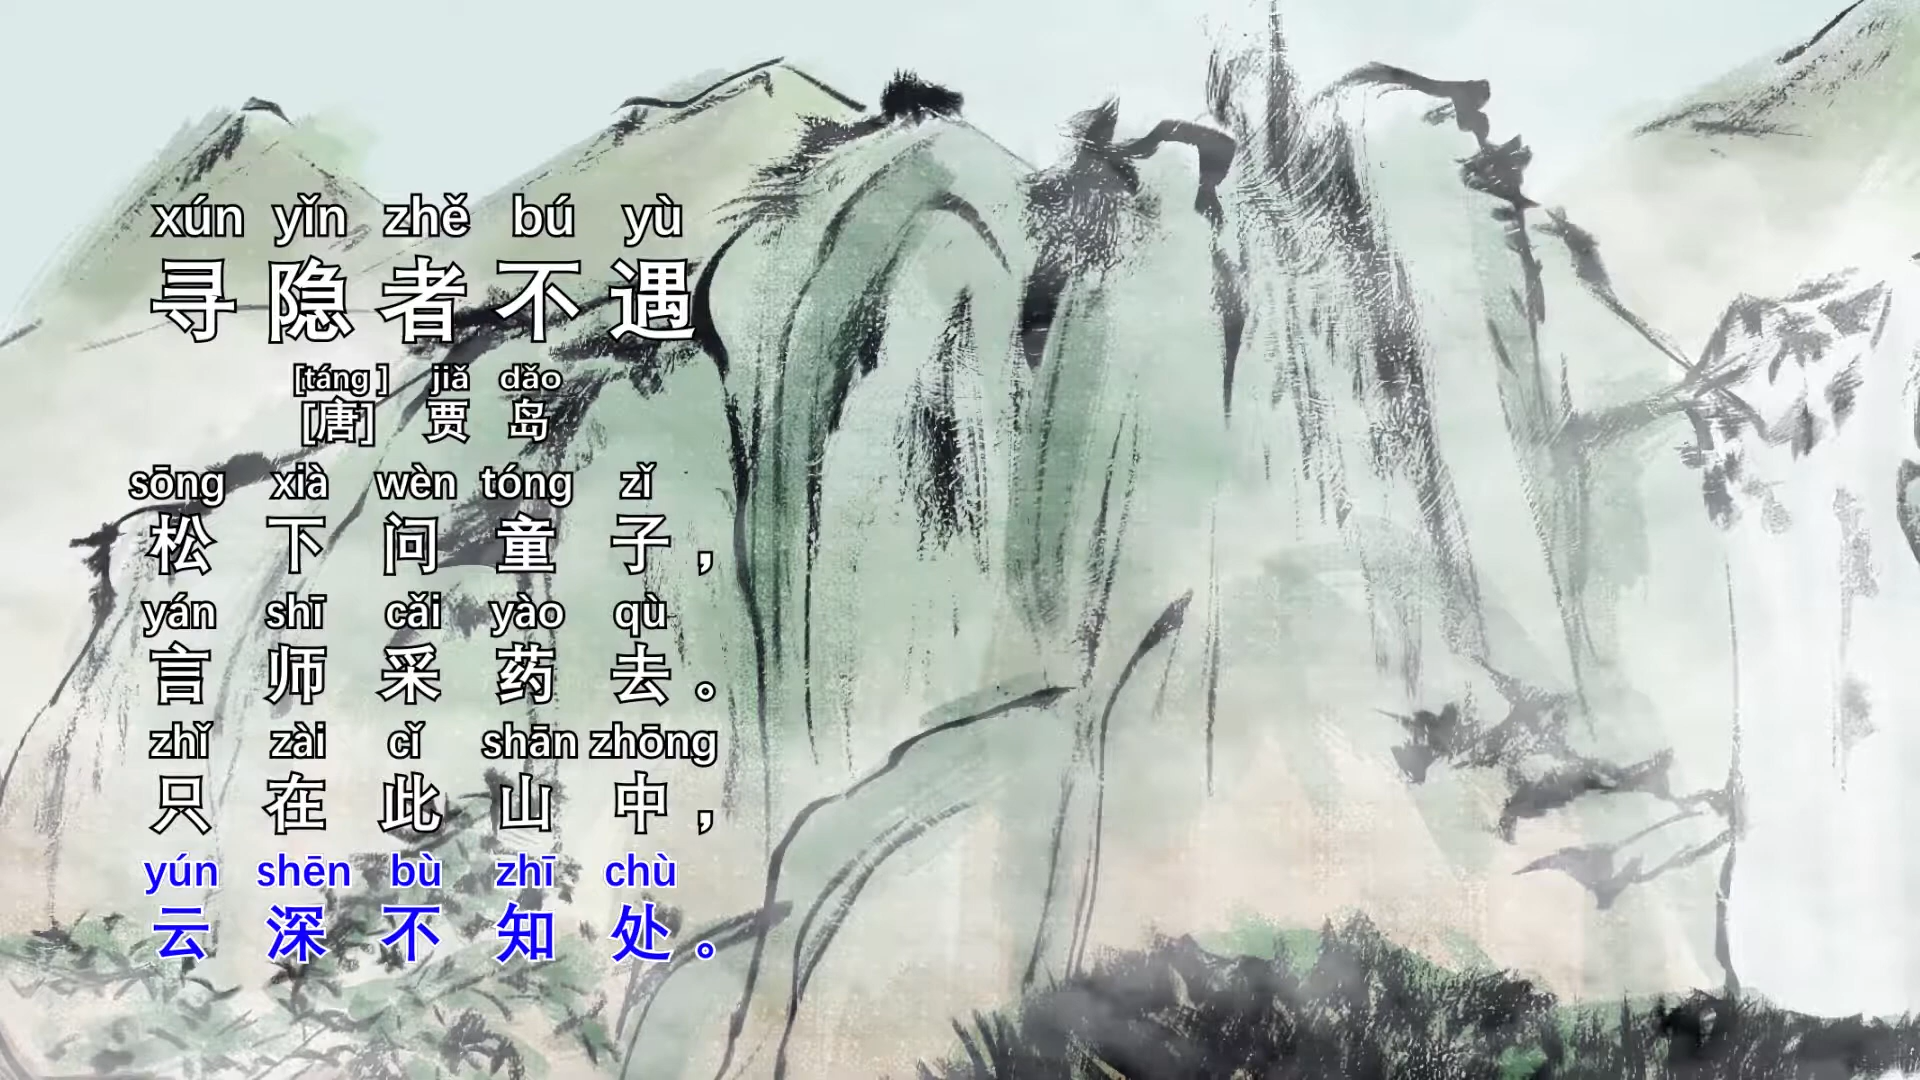 xún yǐn zhě bú yù
寻隐者不遇
[táng] jiǎ dǎo
[唐] 贾岛
sōng xià wèn tóng zǐ
松下问童子，
yán shī cǎi yào qù
言师采药去。
zhǐ zài cǐ shān zhōng
只在此山中，
yún shēn bù zhī chù
云深不知处。